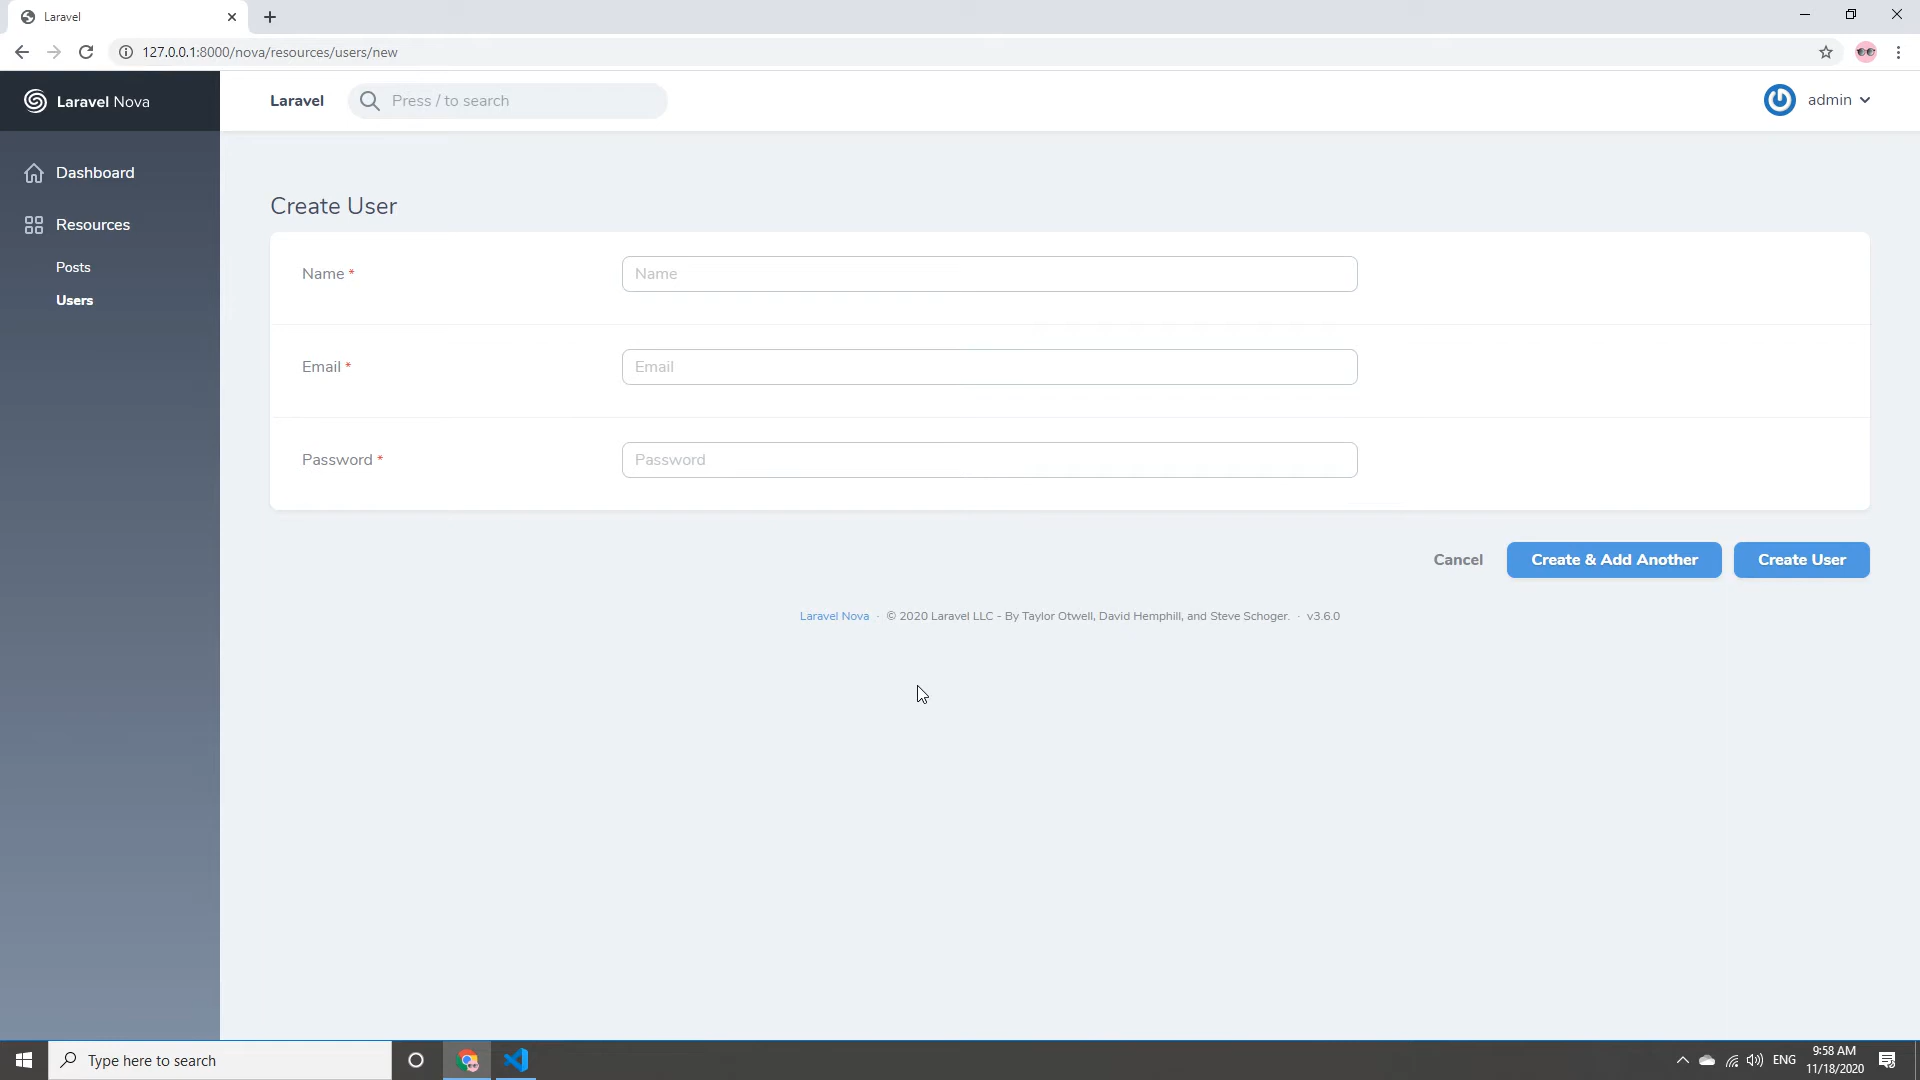 Laravel
127.0.0.1:8000/nova/resources/users/new
Laravel Nova
Laravel
Press / to search
admin
Dashboard
Resources
Posts
Users
Create User
Name *
Name
Email *
Email
Password *
Password
Cancel
Create & Add Another
Create User
Laravel Nova · © 2020 Laravel LLC - By Taylor Otwell, David Hemphill, and Steve Schoger. · v3.6.0
Type here to search
ENG
9:58 AM
11/18/2020